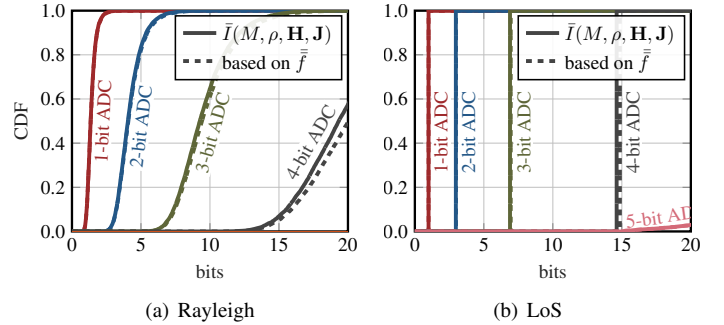 CDF
1.0
0.8
0.6
0.4
0.2
0.0
0
5
10
15
20
bits
Ī(M, ρ, H, J)
based on f̿
1-bit ADC
2-bit ADC
3-bit ADC
4-bit ADC
(a) Rayleigh
1.0
0.8
0.6
0.4
0.2
0.0
0
5
10
15
20
bits
Ī(M, ρ, H, J)
based on f̿
1-bit ADC
2-bit ADC
3-bit ADC
4-bit ADC
5-bit AD
(b) LoS